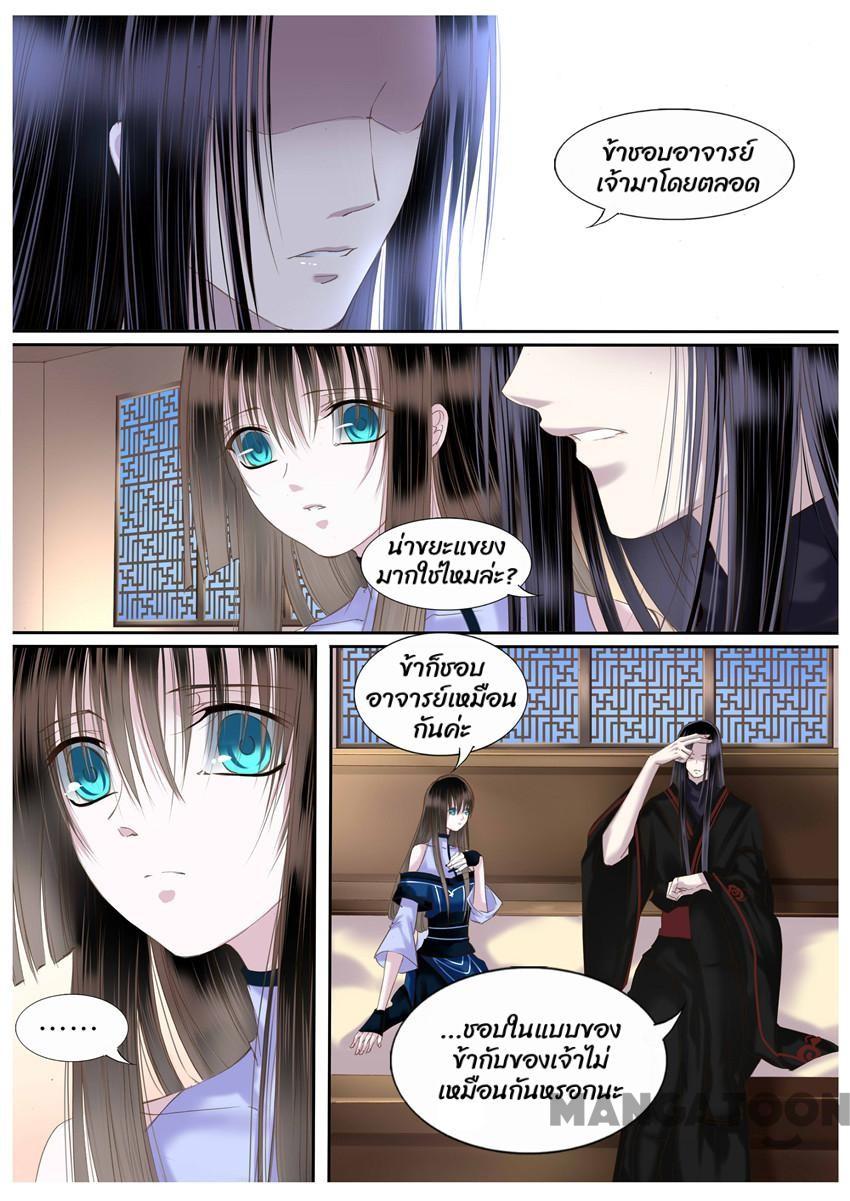 ข้าชอบอาจารย์
เจ้ามาโดยตลอด
น่าขยะแขยง
มากใช่ไหมล่ะ?
......
ข้าก็ชอบ
อาจารย์เหมือน
กันค่ะ
...ชอบในแบบของ
ข้ากับของเจ้าไม่
เหมือนกันหรอกนะ
MANGATOON